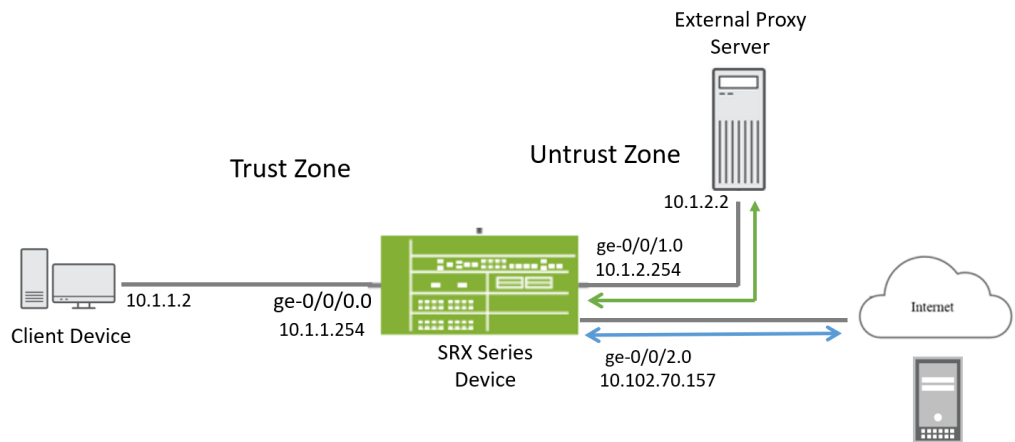 External Proxy
Server
Trust Zone
Untrust Zone
10.1.2.2
ge-0/0/1.0
10.1.2.254
10.1.1.2
ge-0/0/0.0
10.1.1.254
Client Device
SRX Series
Device
Internet
ge-0/0/2.0
10.102.70.157